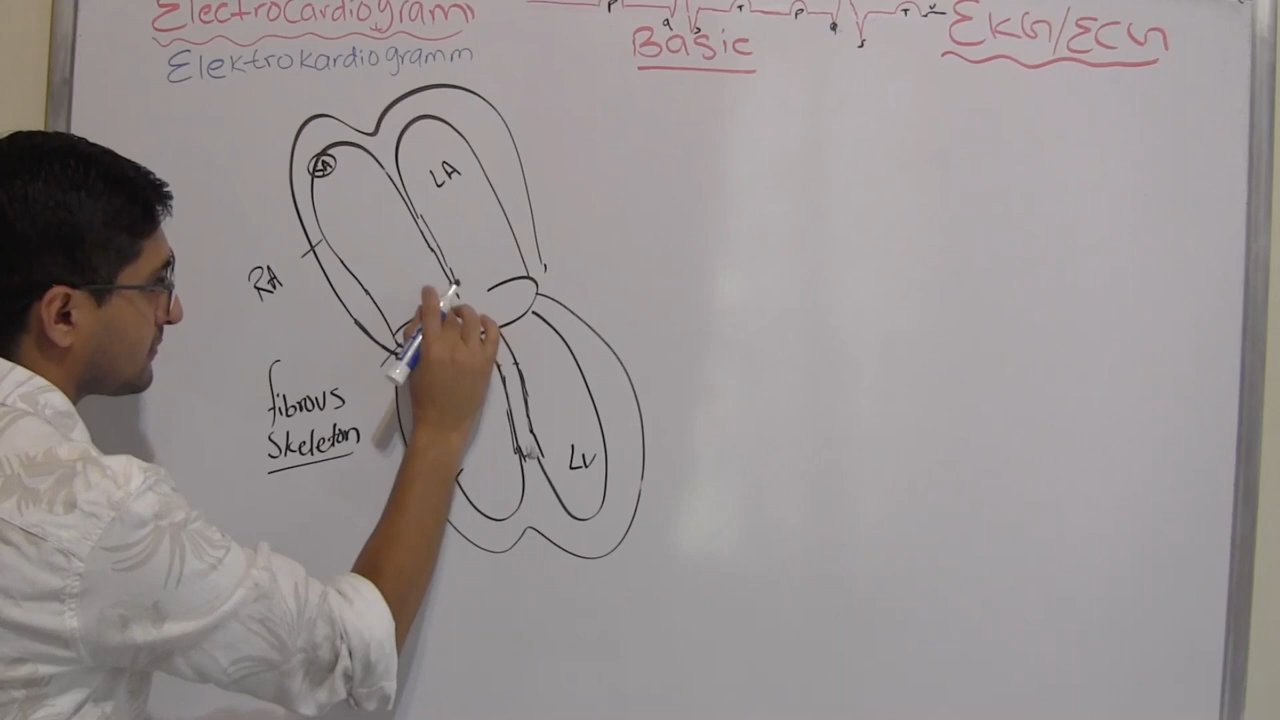 Electrocardiogram
Elektrokardiogramm
P
Q
S
T
P
Q
S
T
Basic
EKG/ECG
SA
LA
RA
fibrous
skeleton
LV